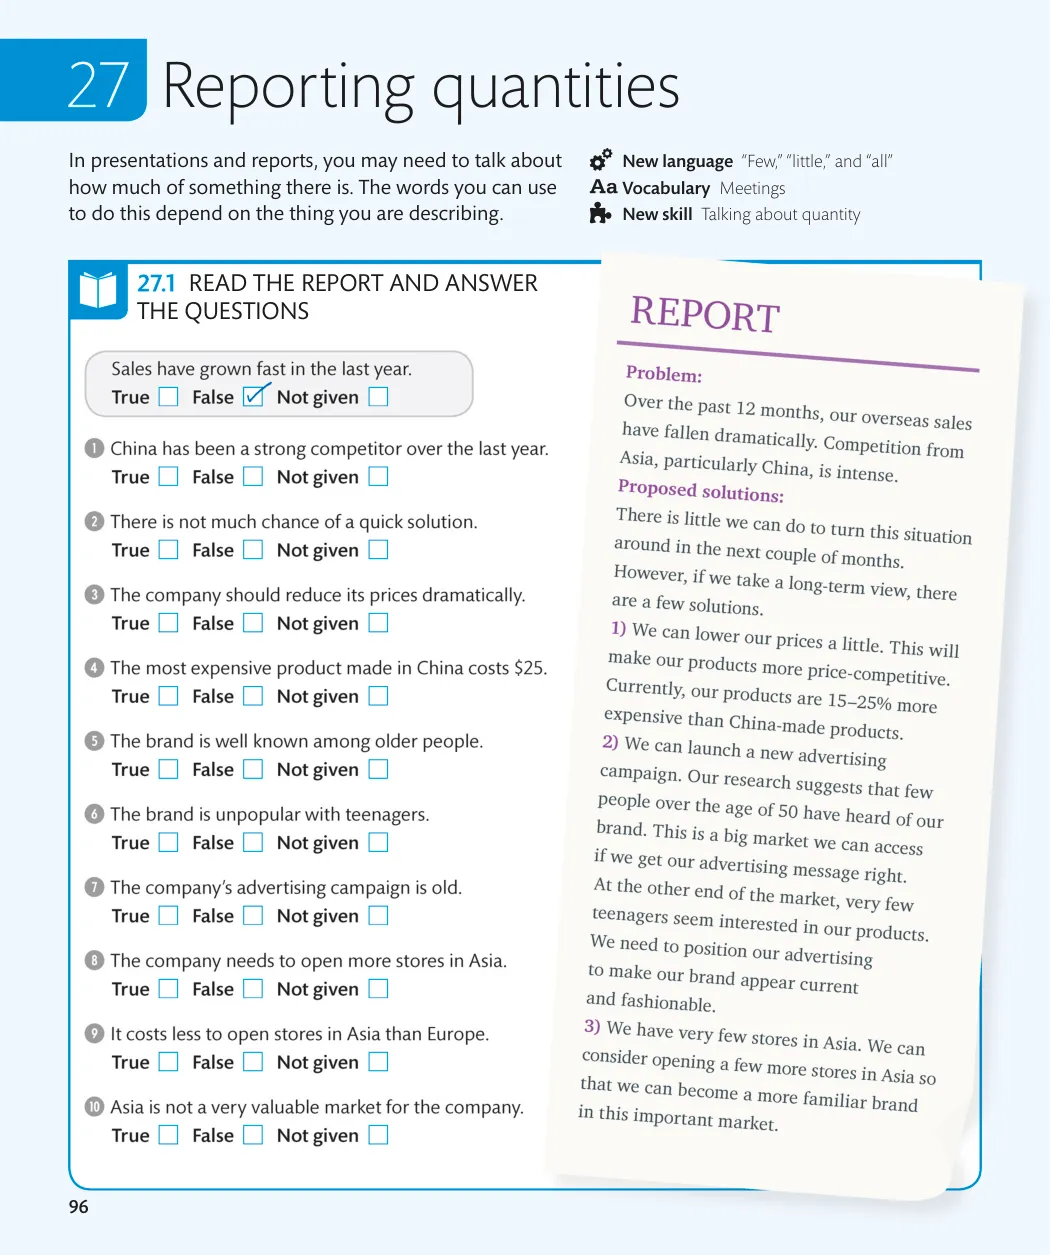 27 Reporting quantities
In presentations and reports, you may need to talk about
how much of something there is. The words you can use
to do this depend on the thing you are describing.
New language “Few,” “little,” and “all”
Aa Vocabulary Meetings
New skill Talking about quantity
27.1 READ THE REPORT AND ANSWER
THE QUESTIONS
Sales have grown fast in the last year.
True False Not given
1 China has been a strong competitor over the last year.
True False Not given
2 There is not much chance of a quick solution.
True False Not given
3 The company should reduce its prices dramatically.
True False Not given
4 The most expensive product made in China costs $25.
True False Not given
5 The brand is well known among older people.
True False Not given
6 The brand is unpopular with teenagers.
True False Not given
7 The company’s advertising campaign is old.
True False Not given
8 The company needs to open more stores in Asia.
True False Not given
9 It costs less to open stores in Asia than Europe.
True False Not given
10 Asia is not a very valuable market for the company.
True False Not given
REPORT
Problem:
Over the past 12 months, our overseas sales
have fallen dramatically. Competition from
Asia, particularly China, is intense.
Proposed solutions:
There is little we can do to turn this situation
around in the next couple of months.
However, if we take a long-term view, there
are a few solutions.
1) We can lower our prices a little. This will
make our products more price-competitive.
Currently, our products are 15–25% more
expensive than China-made products.
2) We can launch a new advertising
campaign. Our research suggests that few
people over the age of 50 have heard of our
brand. This is a big market we can access
if we get our advertising message right.
At the other end of the market, very few
teenagers seem interested in our products.
We need to position our advertising
to make our brand appear current
and fashionable.
3) We have very few stores in Asia. We can
consider opening a few more stores in Asia so
that we can become a more familiar brand
in this important market.
96